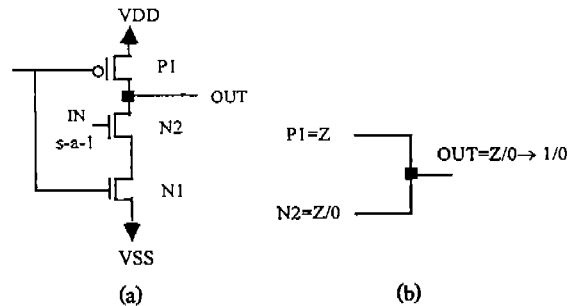 VDD
P1
OUT
IN
s-a-1
N2
N1
VSS
(a)
P1=Z
OUT=Z/0→ 1/0
N2=Z/0
(b)